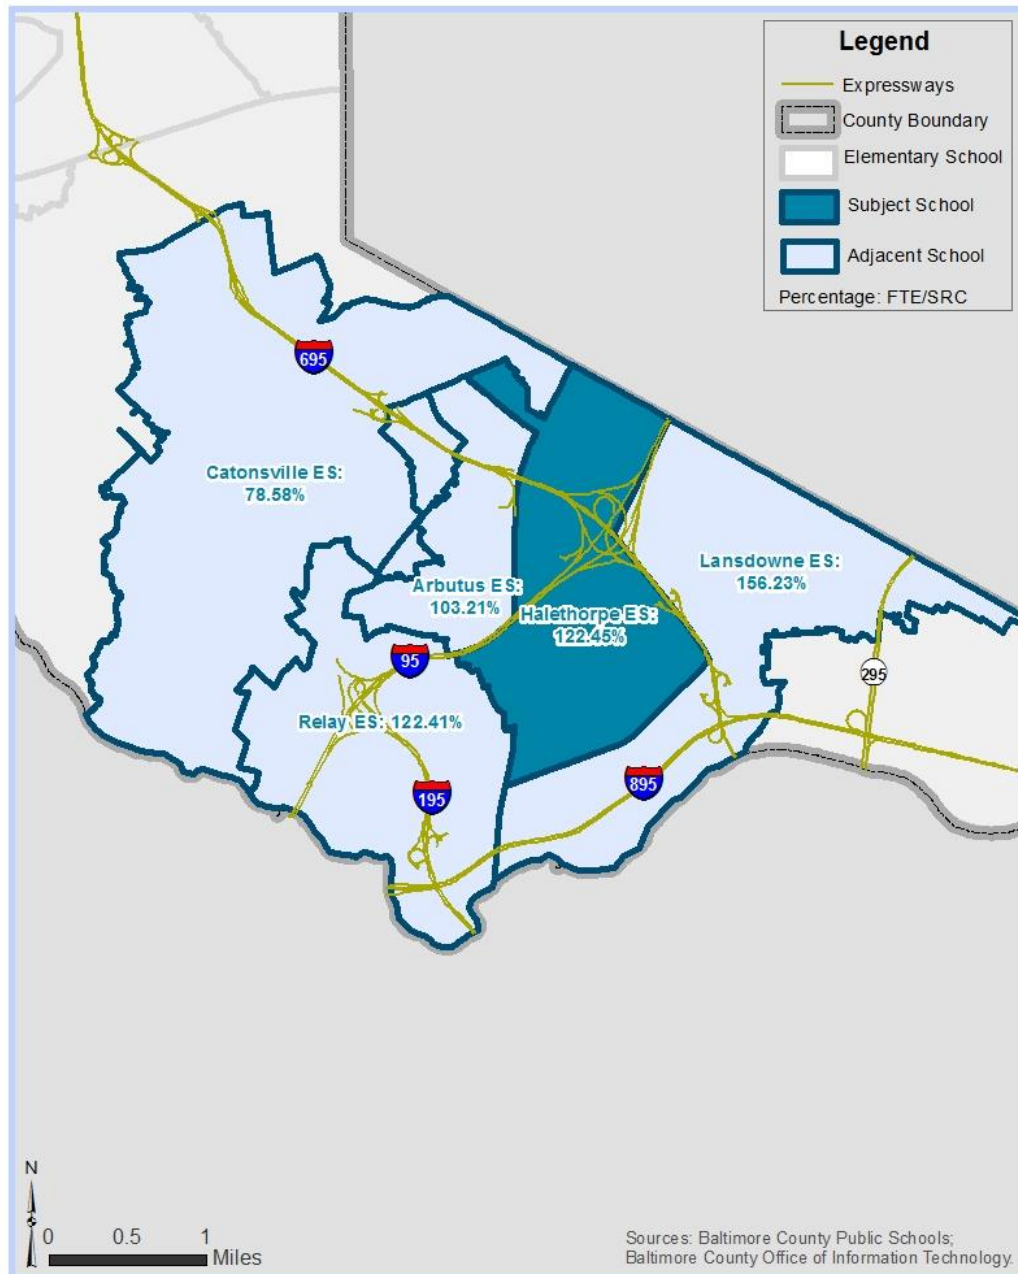 Legend
Expressways
County Boundary
Elementary School
Subject School
Adjacent School
Percentage: FTE/SRC
695
Catonsville ES:
78.58%
Arbutus ES:
103.21%
Lansdowne ES:
156.23%
Halethorpe ES:
122.45%
95
295
Relay ES: 122.41%
195
895
N
0 0.5 1
Miles
Sources: Baltimore County Public Schools;
Baltimore County Office of Information Technology.